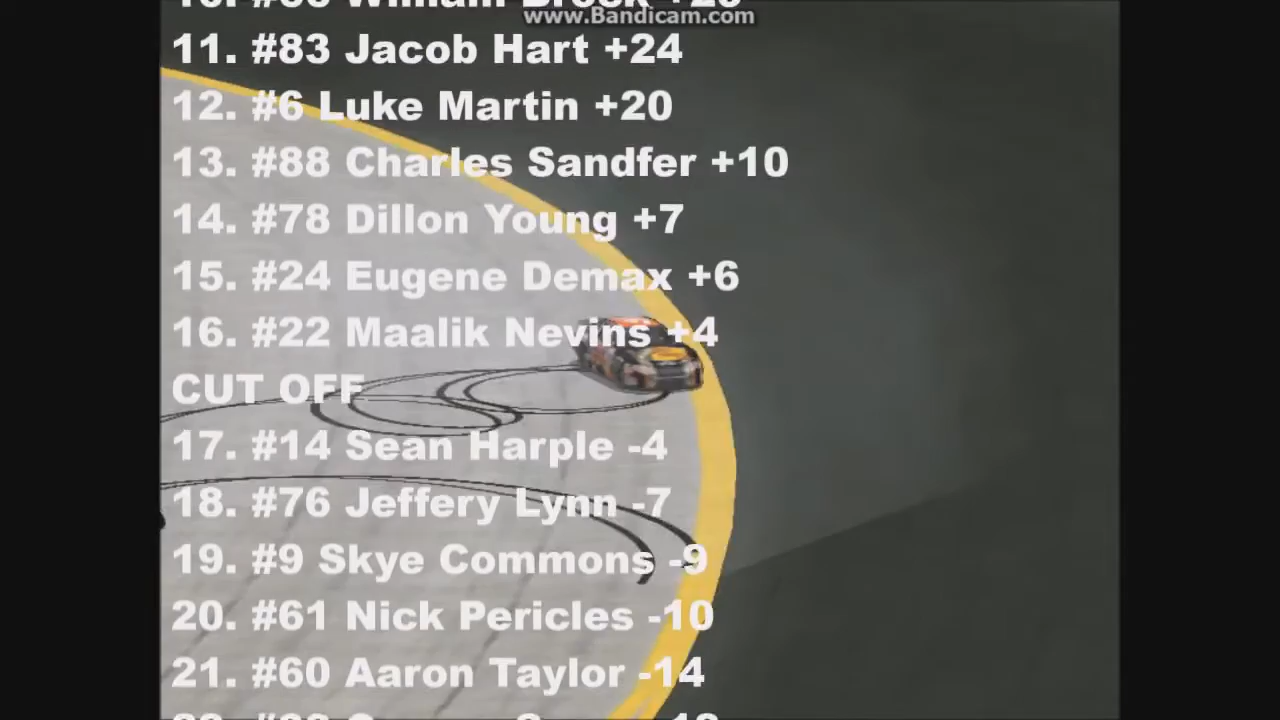 www.Bandicam.com
11. #83 Jacob Hart +24
12. #6 Luke Martin +20
13. #88 Charles Sandfer +10
14. #78 Dillon Young +7
15. #24 Eugene Demax +6
16. #22 Maalik Nevins +4
CUT OFF
17. #14 Sean Harple -4
18. #76 Jeffery Lynn -7
19. #9 Skye Commons -9
20. #61 Nick Pericles -10
21. #60 Aaron Taylor -14